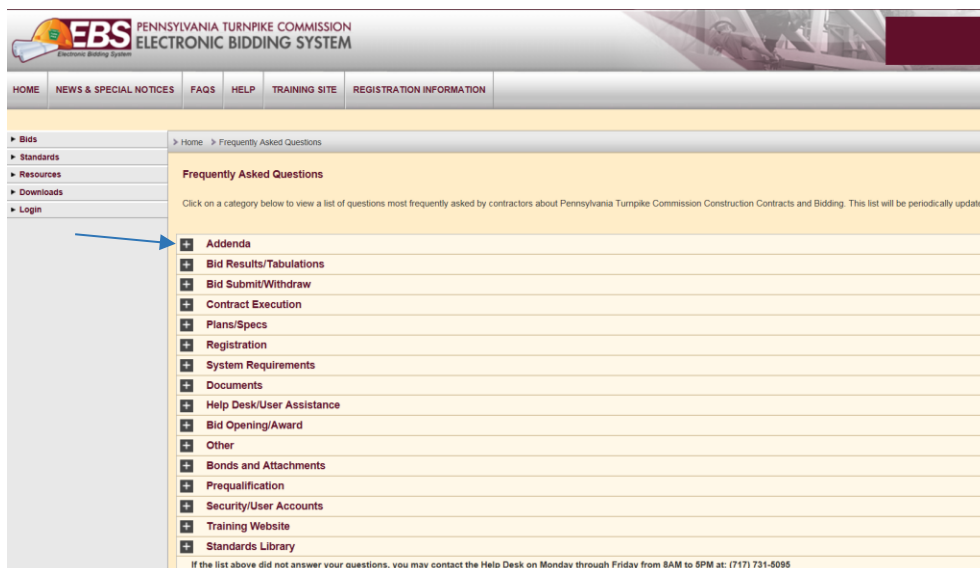 EBS
Electronic Bidding System
PENNSYLVANIA TURNPIKE COMMISSION
ELECTRONIC BIDDING SYSTEM
HOME NEWS & SPECIAL NOTICES FAQS HELP TRAINING SITE REGISTRATION INFORMATION
Bids
Standards
Resources
Downloads
Login
> Home > Frequently Asked Questions
Frequently Asked Questions
Click on a category below to view a list of questions most frequently asked by contractors about Pennsylvania Turnpike Commission Construction Contracts and Bidding. This list will be periodically update
Addenda
Bid Results/Tabulations
Bid Submit/Withdraw
Contract Execution
Plans/Specs
Registration
System Requirements
Documents
Help Desk/User Assistance
Bid Opening/Award
Other
Bonds and Attachments
Prequalification
Security/User Accounts
Training Website
Standards Library
If the list above did not answer your questions, you may contact the Help Desk on Monday through Friday from 8AM to 5PM at: (717) 731-5095